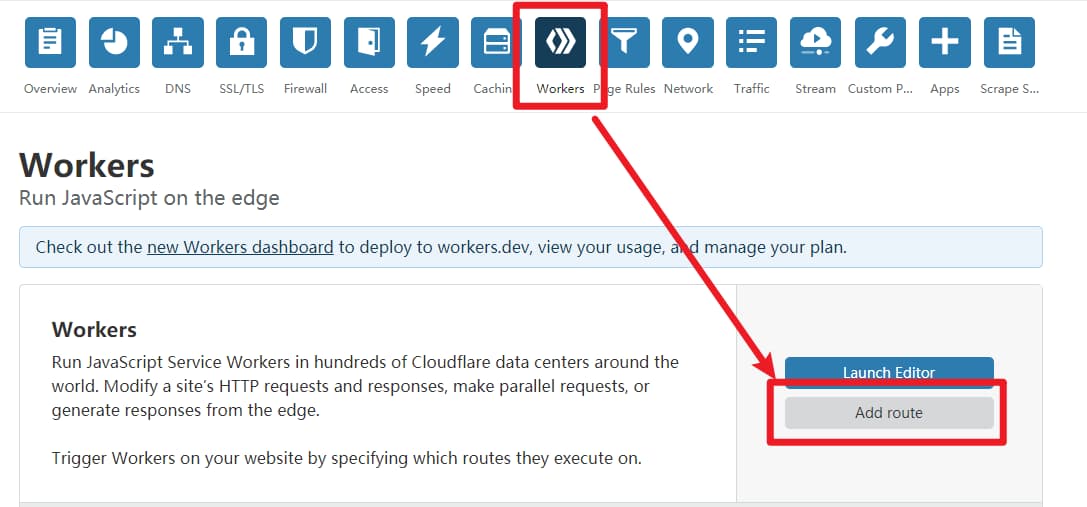 Overview Analytics DNS SSL/TLS Firewall Access Speed Cachin Workers ge Rules Network Traffic Stream Custom P... Apps Scrape S...
Workers
Run JavaScript on the edge
Check out the new Workers dashboard to deploy to workers.dev, view your usage, and manage your plan.
Workers
Run JavaScript Service Workers in hundreds of Cloudflare data centers around the
world. Modify a site’s HTTP requests and responses, make parallel requests, or
generate responses from the edge.
Launch Editor
Add route
Trigger Workers on your website by specifying which routes they execute on.